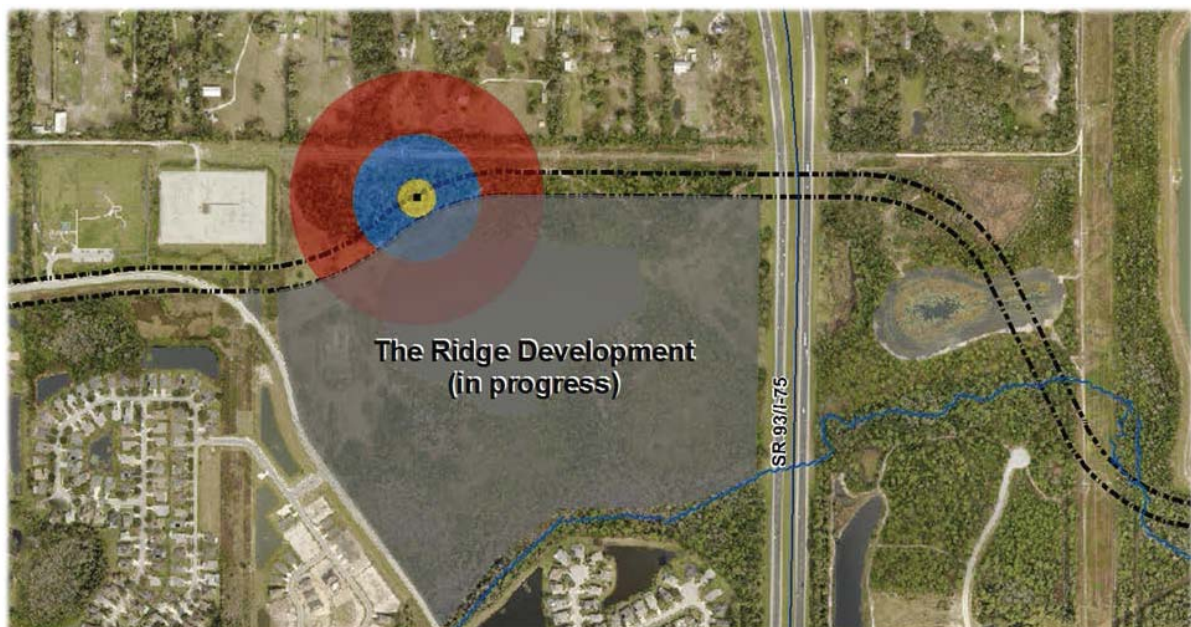 The Ridge Development
(in progress)
SR 93/I-75